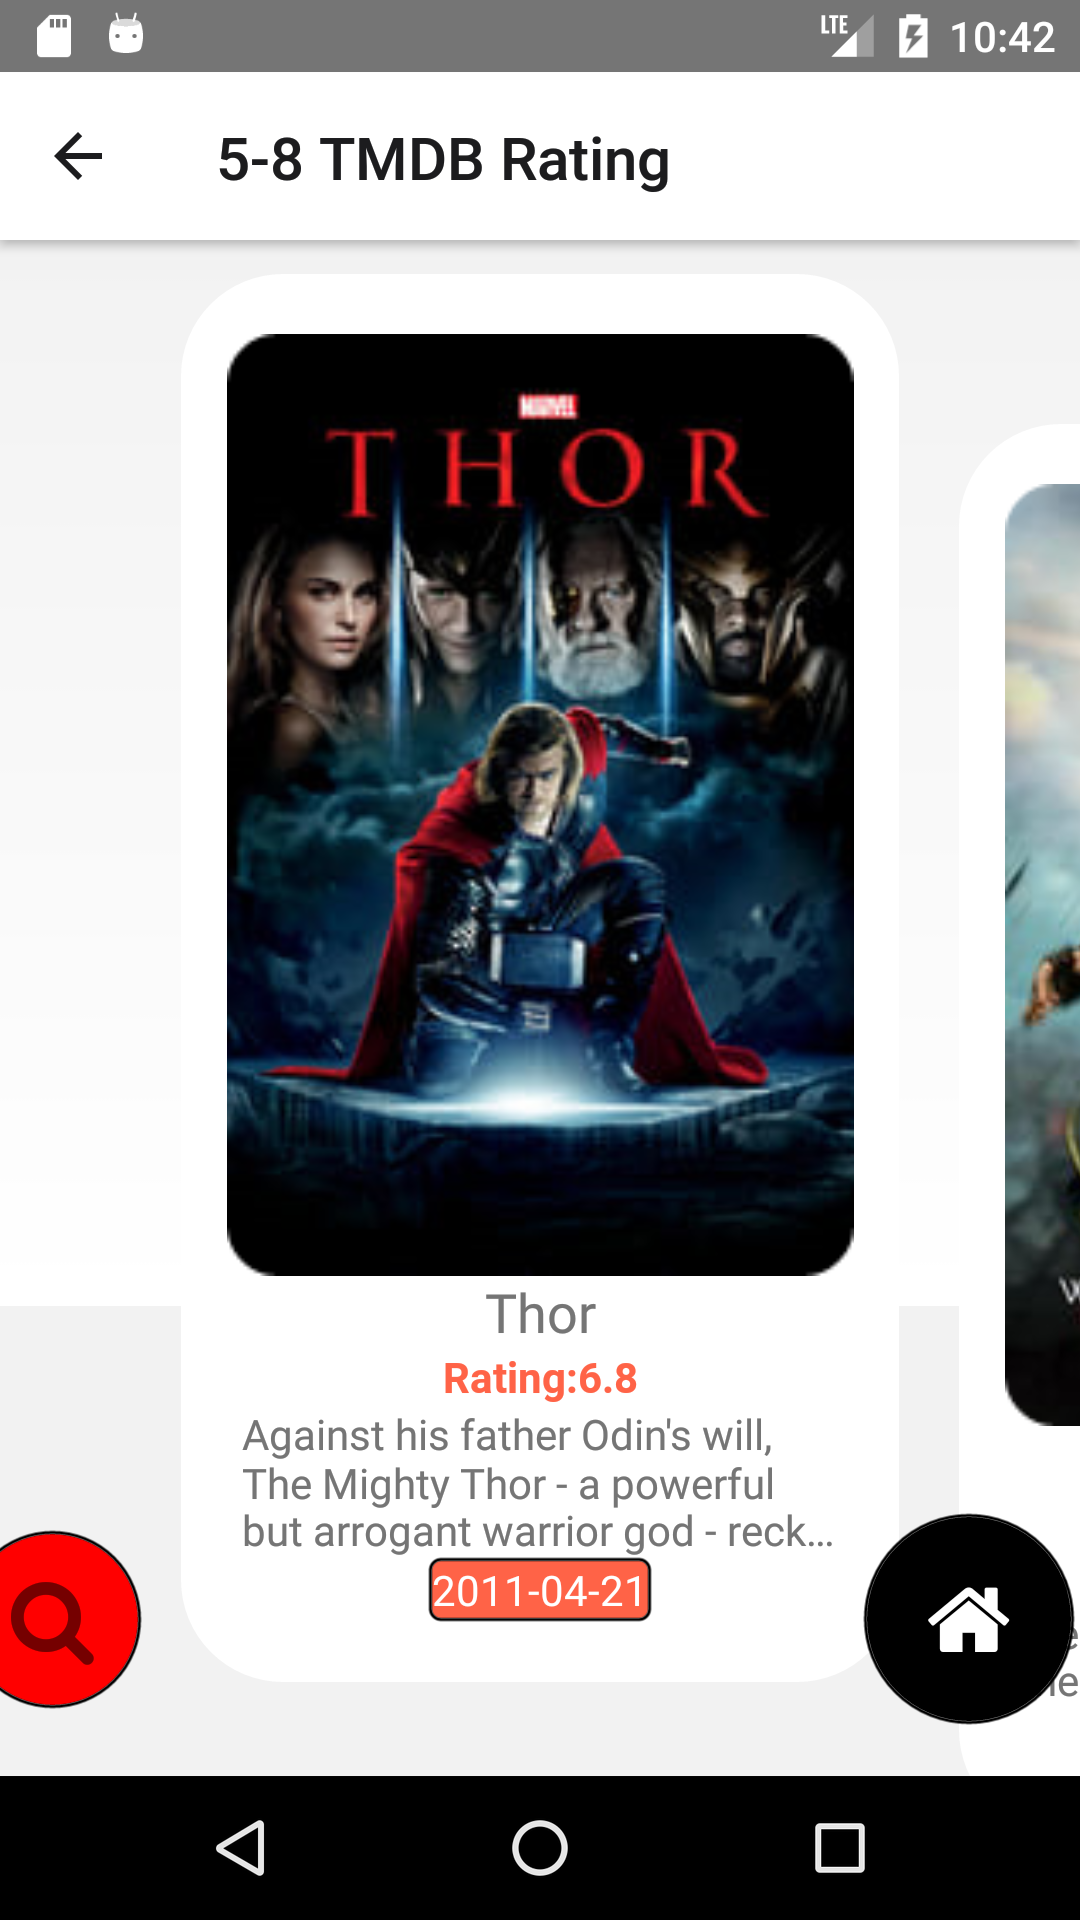 LTE 10:42
5-8 TMDB Rating
MARVEL
THOR
Thor
Rating:6.8
Against his father Odin's will,
The Mighty Thor - a powerful
but arrogant warrior god - reck...
2011-04-21